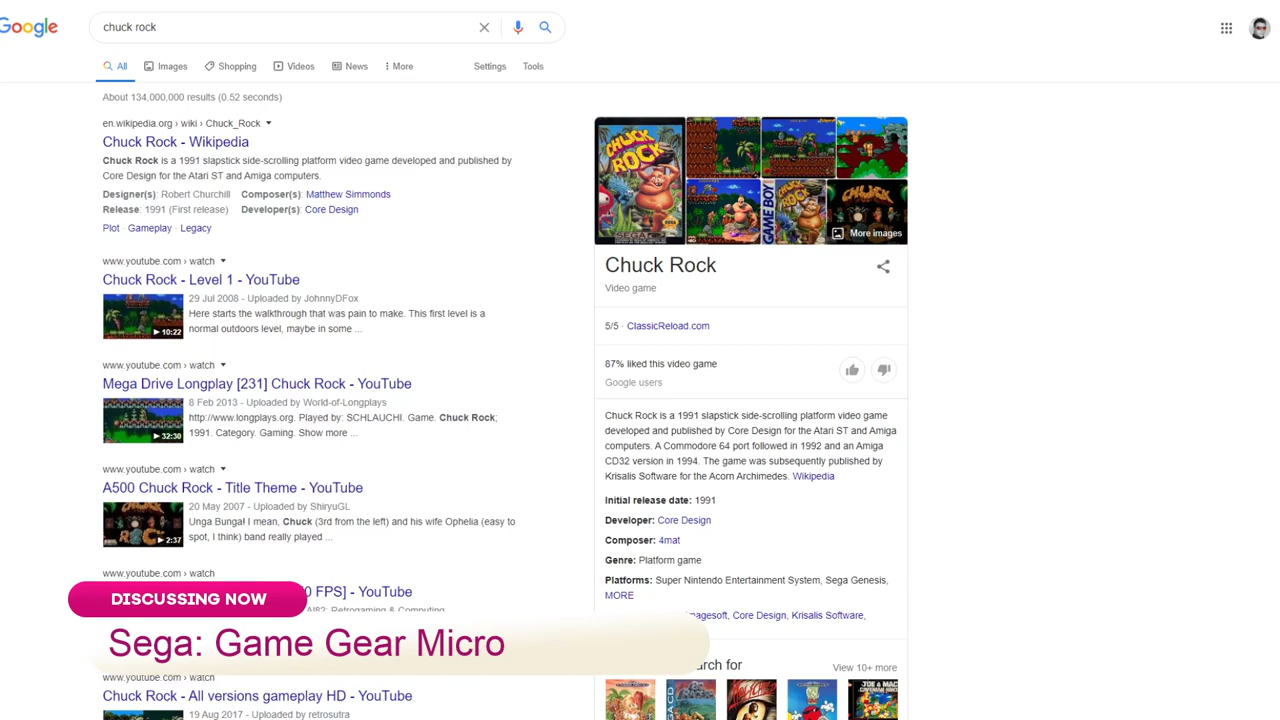 Google
chuck rock
All
Images
Shopping
Videos
News
More
Settings
Tools
About 134,000,000 results (0.52 seconds)
en.wikipedia.org › wiki › Chuck_Rock
Chuck Rock - Wikipedia
Chuck Rock is a 1991 slapstick side-scrolling platform video game developed and published by
Core Design for the Atari ST and Amiga computers.
Designer(s): Robert Churchill Composer(s): Matthew Simmonds
Release: 1991 (First release) Developer(s): Core Design
Plot · Gameplay · Legacy
www.youtube.com › watch
Chuck Rock - Level 1 - YouTube
29 Jul 2008 - Uploaded by JohnnyDFox
Here starts the walkthrough that was pain to make. This first level is a
normal outdoors level, maybe in some ...
10:22
www.youtube.com › watch
Mega Drive Longplay [231] Chuck Rock - YouTube
8 Feb 2013 - Uploaded by World-of-Longplays
http://www.longplays.org. Played by: SCHLAUCHI. Game. Chuck Rock;
1991. Category. Gaming. Show more ...
32:30
www.youtube.com › watch
A500 Chuck Rock - Title Theme - YouTube
20 May 2007 - Uploaded by ShiryuGL
Unga Bunga! I mean, Chuck (3rd from the left) and his wife Ophelia (easy to
spot, I think) band really played ...
2:37
www.youtube.com › watch
FPS] - YouTube
Retrogaming & Computing
DISCUSSING NOW
Sega: Game Gear Micro
www.youtube.com › watch
Chuck Rock - All versions gameplay HD - YouTube
19 Aug 2017 - Uploaded by retrosutra
CHUCK ROCK
GAME BOY
CHUCK ROCK
More images
Chuck Rock
Video game
5/5 · ClassicReload.com
87% liked this video game
Google users
Chuck Rock is a 1991 slapstick side-scrolling platform video game
developed and published by Core Design for the Atari ST and Amiga
computers. A Commodore 64 port followed in 1992 and an Amiga
CD32 version in 1994. The game was subsequently published by
Krisalis Software for the Acorn Archimedes. Wikipedia
Initial release date: 1991
Developer: Core Design
Composer: 4mat
Genre: Platform game
Platforms: Super Nintendo Entertainment System, Sega Genesis,
MORE
magesoft, Core Design, Krisalis Software,
arch for
View 10+ more
JOE & MAC